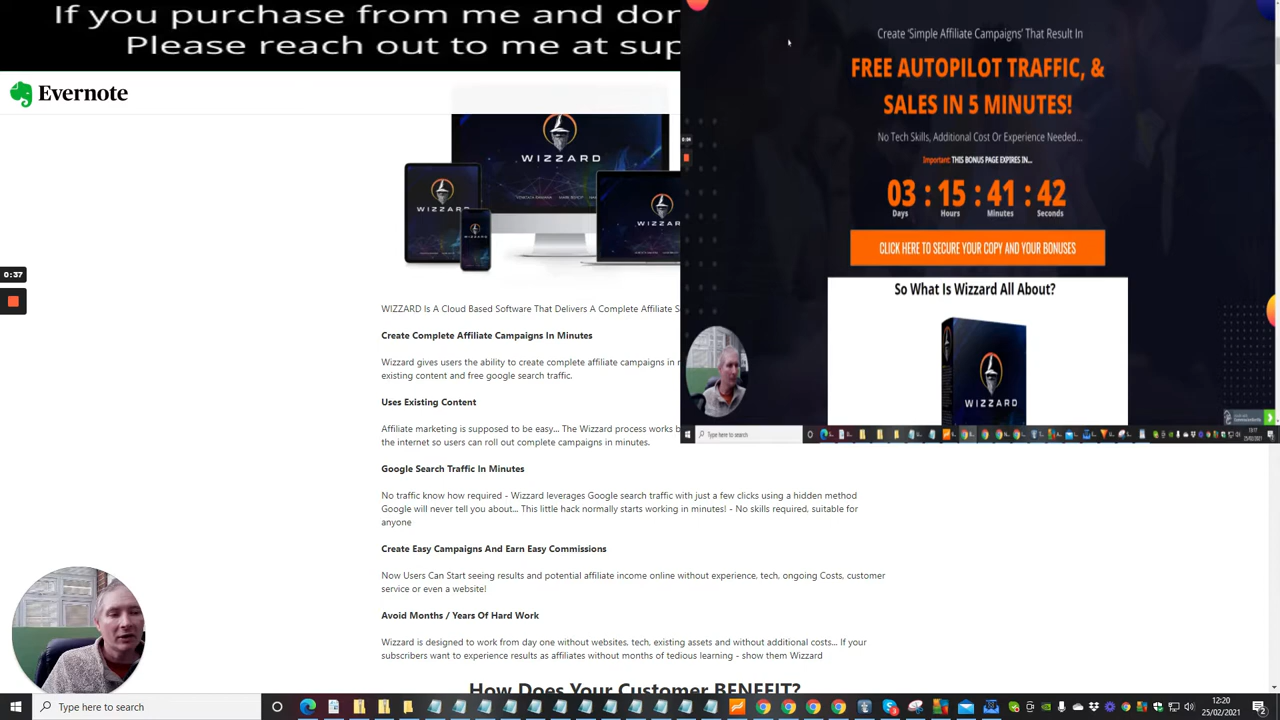 If you purchase from me and don
Please reach out to me at sup
Evernote
WIZZARD
WIZZARD
WIZZARD
WIZZARD
0:37
WIZZARD Is A Cloud Based Software That Delivers A Complete Affiliate S
Create Complete Affiliate Campaigns In Minutes
Wizzard gives users the ability to create complete affiliate campaigns in
existing content and free google search traffic.
Uses Existing Content
Affiliate marketing is supposed to be easy... The Wizzard process works
the internet so users can roll out complete campaigns in minutes.
Google Search Traffic In Minutes
No traffic know how required - Wizzard leverages Google search traffic with just a few clicks using a hidden method
Google will never tell you about... This little hack normally starts working in minutes! - No skills required, suitable for
anyone
Create Easy Campaigns And Earn Easy Commissions
Now Users Can Start seeing results and potential affiliate income online without experience, tech, ongoing Costs, customer
service or even a website!
Avoid Months / Years Of Hard Work
Wizzard is designed to work from day one without websites, tech, existing assets and without additional costs... If your
subscribers want to experience results as affiliates without months of tedious learning - show them Wizzard
How Does Your Customer BENEFIT?
Create 'Simple Affiliate Campaigns' That Result In
FREE AUTOPILOT TRAFFIC, &
SALES IN 5 MINUTES!
No Tech Skills, Additional Cost Or Experience Needed...
Important: THIS BONUS PAGE EXPIRES IN...
03 : 15 : 41 : 42
Days Hours Minutes Seconds
CLICK HERE TO SECURE YOUR COPY AND YOUR BONUSES
So What Is Wizzard All About?
WIZZARD
Type here to search
Type here to search
12:20
25/02/2021